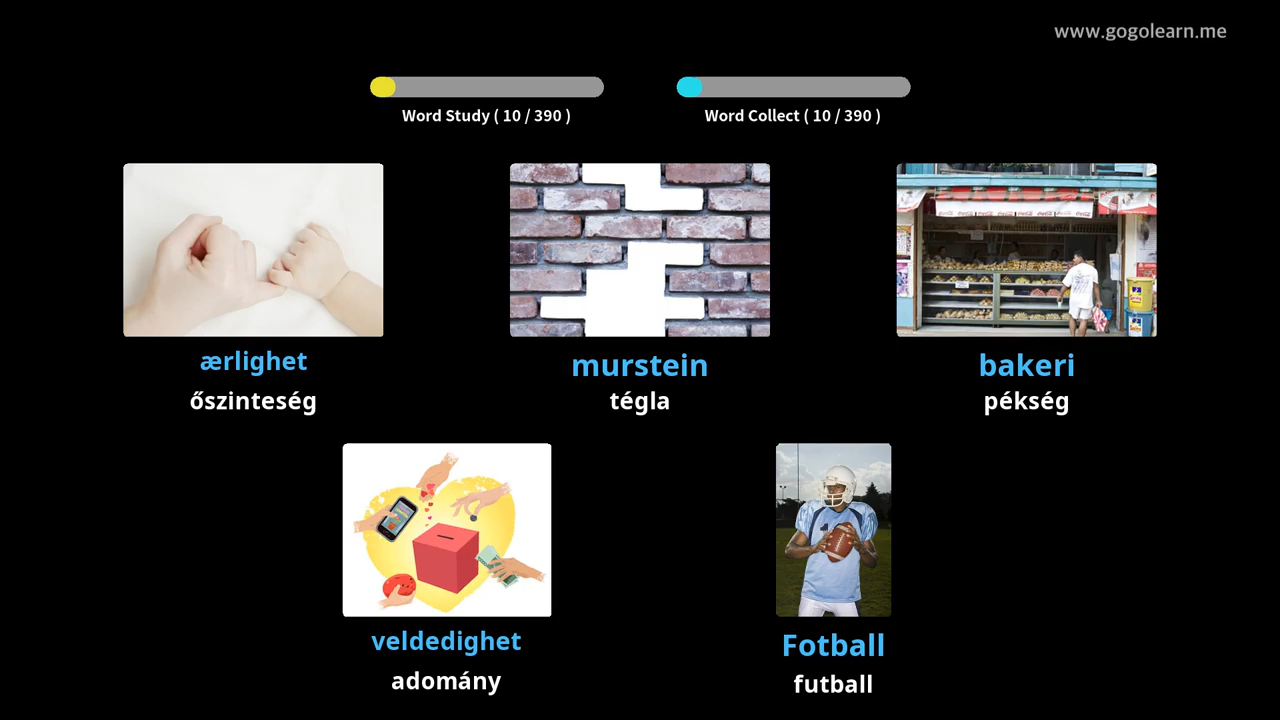 www.gogolearn.me
Word Study ( 10 / 390 )
Word Collect ( 10 / 390 )
ærlighet
őszinteség
murstein
tégla
bakeri
pékség
veldedighet
adomány
Fotball
futball